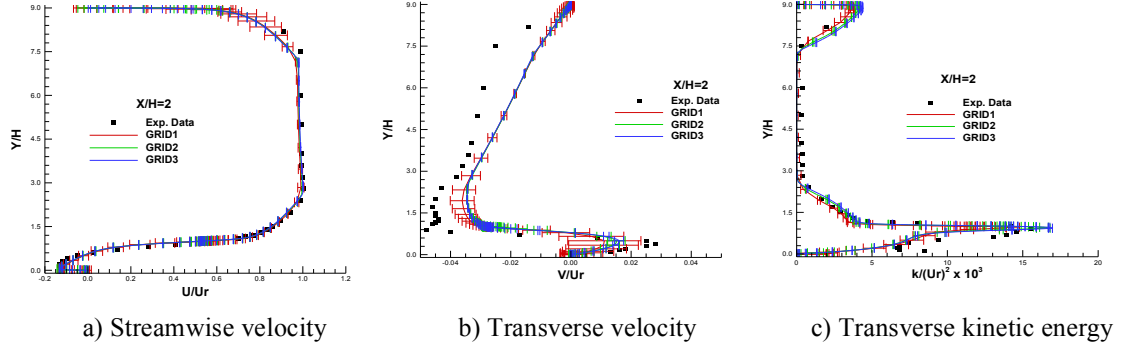 9.0
7.5
6.0
4.5
3.0
1.5
0.0
Y/H
X/H=2
Exp. Data
GRID1
GRID2
GRID3
0.0 0.2 0.4 0.6 0.8 1.0 1.2
U/Ur
a) Streamwise velocity
9.0
7.5
6.0
4.5
3.0
1.5
0.0
Y/H
X/H=2
Exp. Data
GRID1
GRID2
GRID3
-0.04 -0.02 0.00 0.02 0.04
V/Ur
b) Transverse velocity
9.0
7.5
6.0
4.5
3.0
1.5
0.0
Y/H
X/H=2
Exp. Data
GRID1
GRID2
GRID3
0 5 10 15 20
k/(Ur)² x 10³
c) Transverse kinetic energy